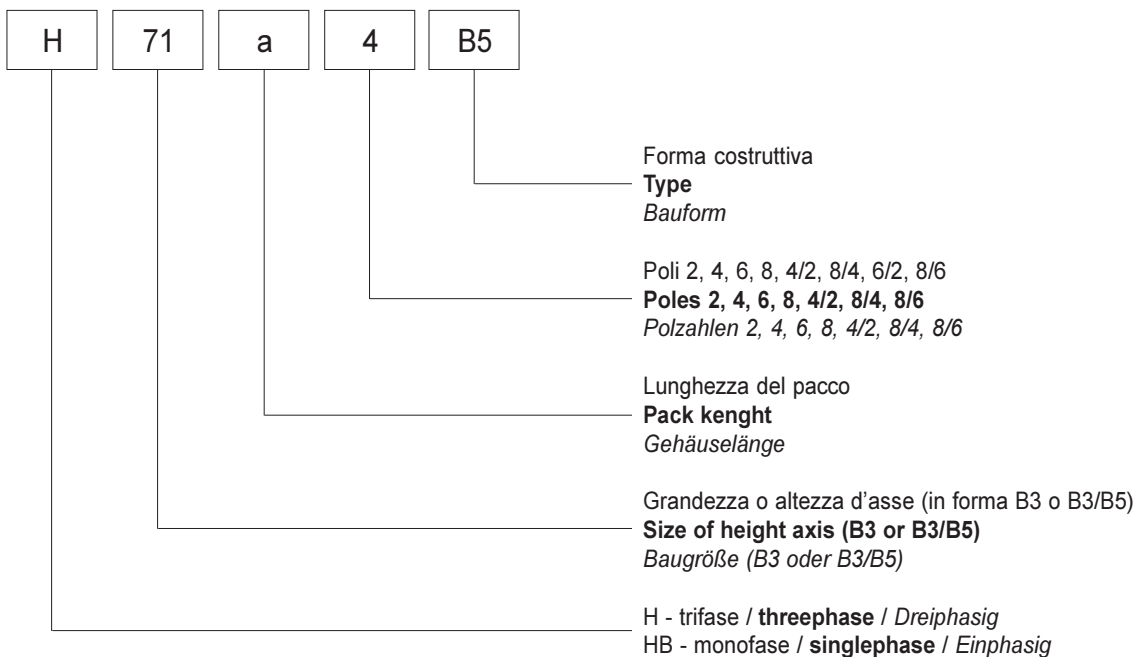 H 71 a 4 B5
Forma costruttiva
Type
Bauform
Poli 2, 4, 6, 8, 4/2, 8/4, 6/2, 8/6
Poles 2, 4, 6, 8, 4/2, 8/4, 8/6
Polzahlen 2, 4, 6, 8, 4/2, 8/4, 8/6
Lunghezza del pacco
Pack kenght
Gehäuselänge
Grandezza o altezza d'asse (in forma B3 o B3/B5)
Size of height axis (B3 or B3/B5)
Baugröße (B3 oder B3/B5)
H - trifase / threephase / Dreiphasig
HB - monofase / singlephase / Einphasig